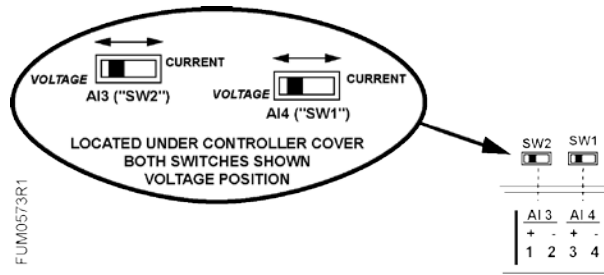 VOLTAGE CURRENT
AI3 ("SW2")
VOLTAGE CURRENT
AI4 ("SW1")
LOCATED UNDER CONTROLLER COVER
BOTH SWITCHES SHOWN
VOLTAGE POSITION
FUM0573R1
SW2 SW1
AI 3 AI 4
+ - + -
1 2 3 4